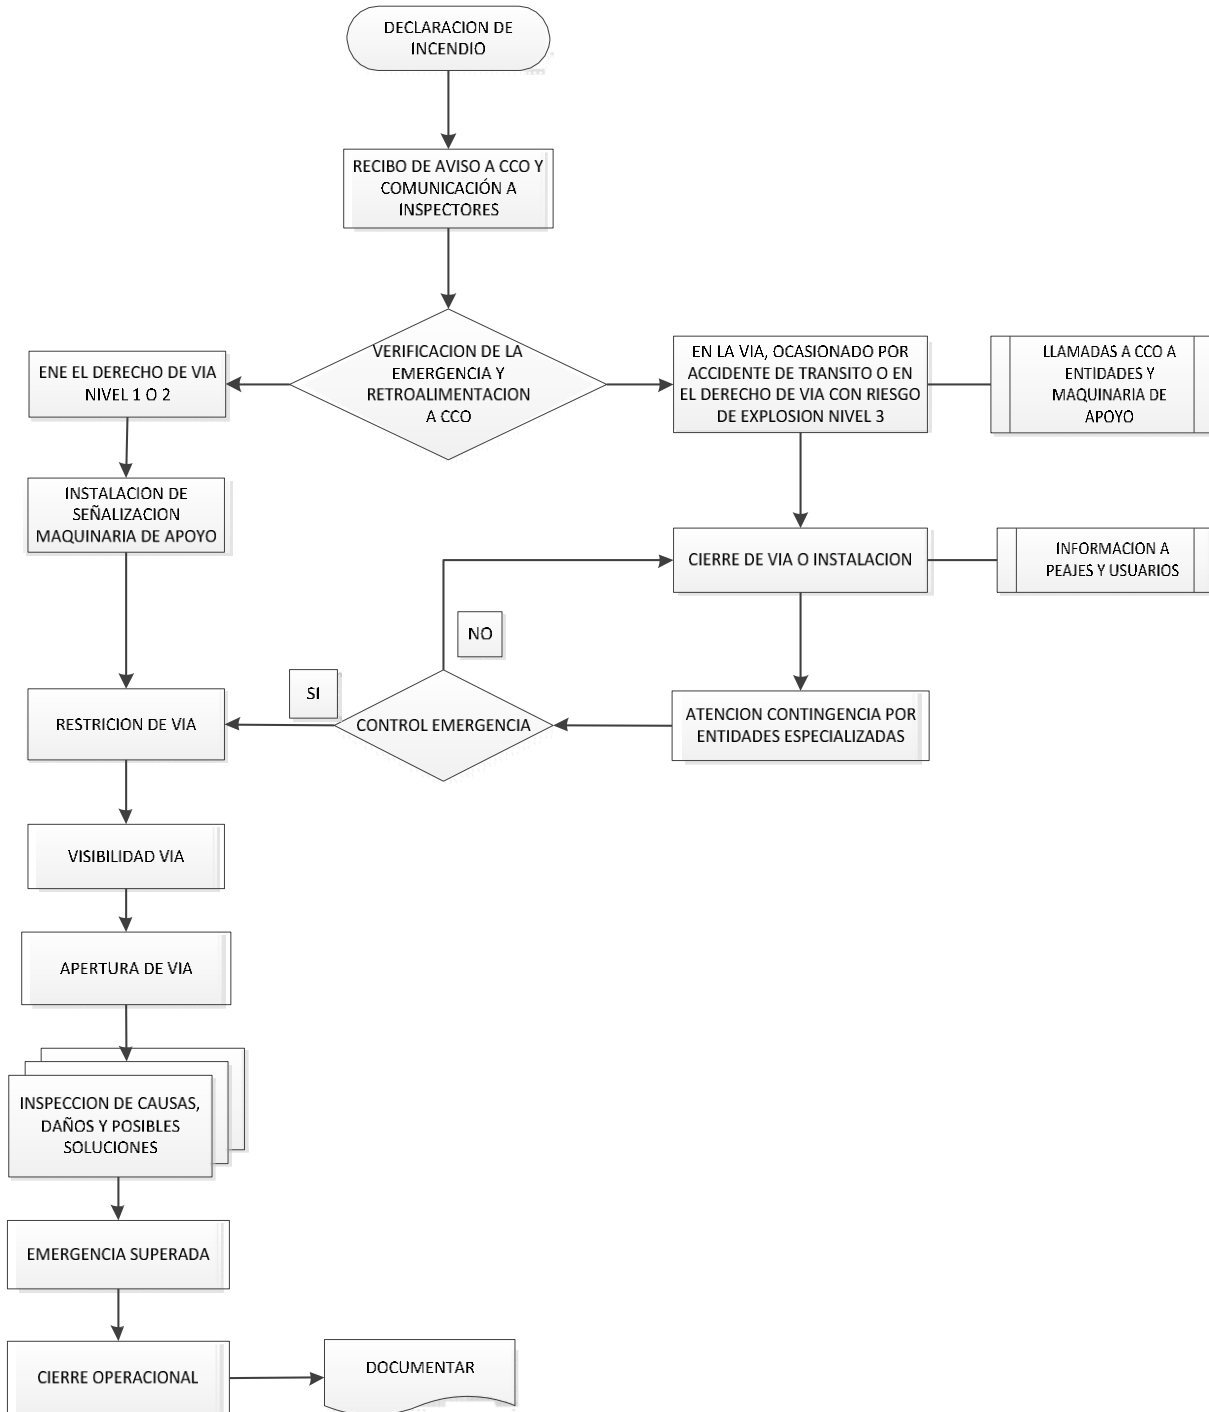 DECLARACION DE
INCENDIO
RECIBO DE AVISO A CCO Y
COMUNICACIÓN A
INSPECTORES
VERIFICACION DE LA
EMERGENCIA Y
RETROALIMENTACION
A CCO
ENE EL DERECHO DE VIA
NIVEL 1 O 2
EN LA VIA, OCASIONADO POR
ACCIDENTE DE TRANSITO O EN
EL DERECHO DE VIA CON RIESGO
DE EXPLOSION NIVEL 3
LLAMADAS A CCO A
ENTIDADES Y
MAQUINARIA DE
APOYO
INSTALACION DE
SEÑALIZACION
MAQUINARIA DE APOYO
CIERRE DE VIA O INSTALACION
INFORMACION A
PEAJES Y USUARIOS
NO
SI
RESTRICION DE VIA
CONTROL EMERGENCIA
ATENCION CONTINGENCIA POR
ENTIDADES ESPECIALIZADAS
VISIBILIDAD VIA
APERTURA DE VIA
INSPECCION DE CAUSAS,
DAÑOS Y POSIBLES
SOLUCIONES
EMERGENCIA SUPERADA
CIERRE OPERACIONAL
DOCUMENTAR